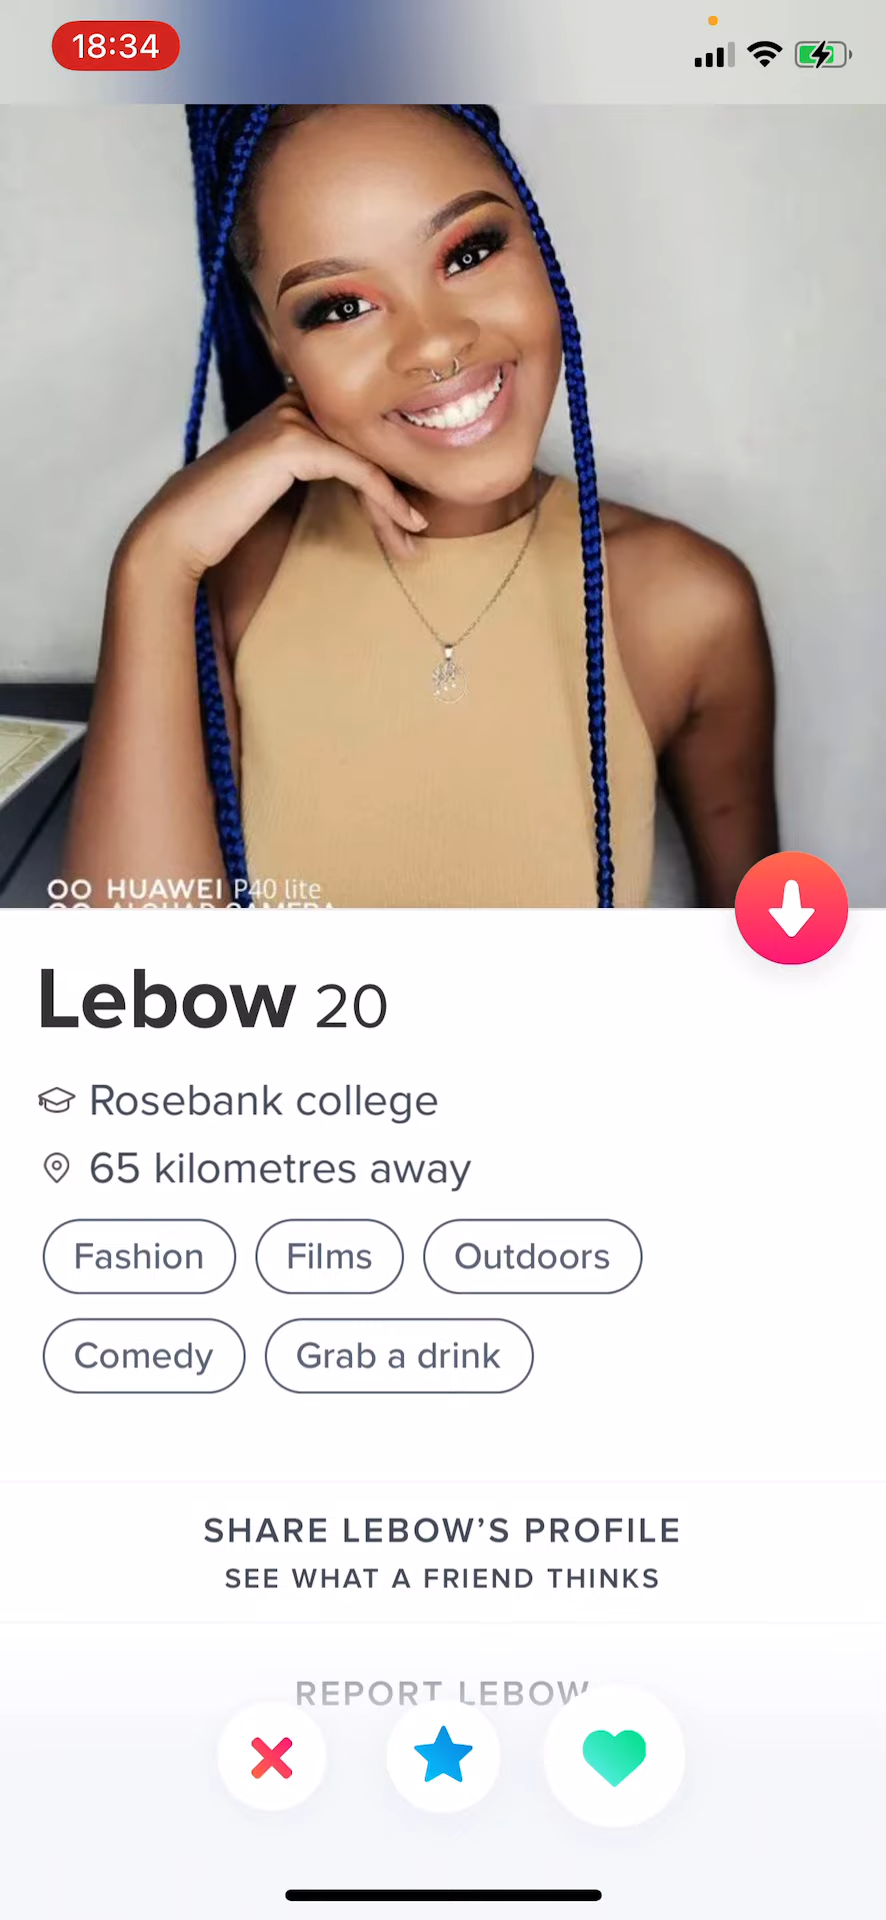 18:34
HUAWEI P40 lite
Lebow 20
Rosebank college
65 kilometres away
Fashion Films Outdoors
Comedy Grab a drink
SHARE LEBOW'S PROFILE
SEE WHAT A FRIEND THINKS
REPORT LEBOW